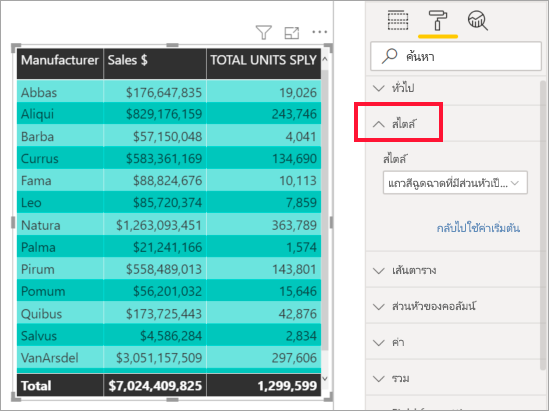 Manufacturer Sales $ TOTAL UNITS SPLY
Abbas $176,647,835 19,026
Aliqui $829,176,159 243,746
Barba $57,150,048 4,041
Currus $583,361,169 134,690
Fama $88,824,676 10,113
Leo $85,720,374 7,859
Natura $1,263,093,451 363,789
Palma $21,241,166 1,574
Pirum $558,489,013 143,801
Pomum $56,201,032 15,646
Quibus $173,725,443 42,876
Salvus $4,586,284 2,834
VanArsdel $3,051,157,509 297,606
Total $7,024,409,825 1,299,599
ค้นหา
ทั่วไป
สไตล์
สไตล์
แถวสีฉูดฉาดที่มีส่วนหัวเป็...
กลับไปใช้ค่าเริ่มต้น
เส้นตาราง
ส่วนหัวของคอลัมน์
ค่า
รวม